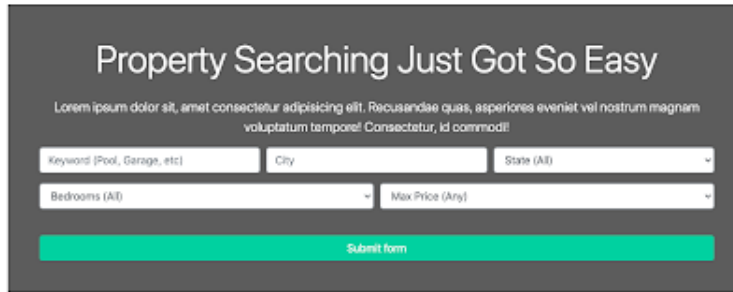 Property Searching Just Got So Easy
Lorem ipsum dolor sit, amet consectetur adipisicing elit. Recusandae quas, asperiores eveniet vel nostrum magnam
voluptatum tempore! Consectetur, id commodi!
Keyword (Pool, Garage, etc) City State (All)
Bedrooms (All) Max Price (Any)
Submit form